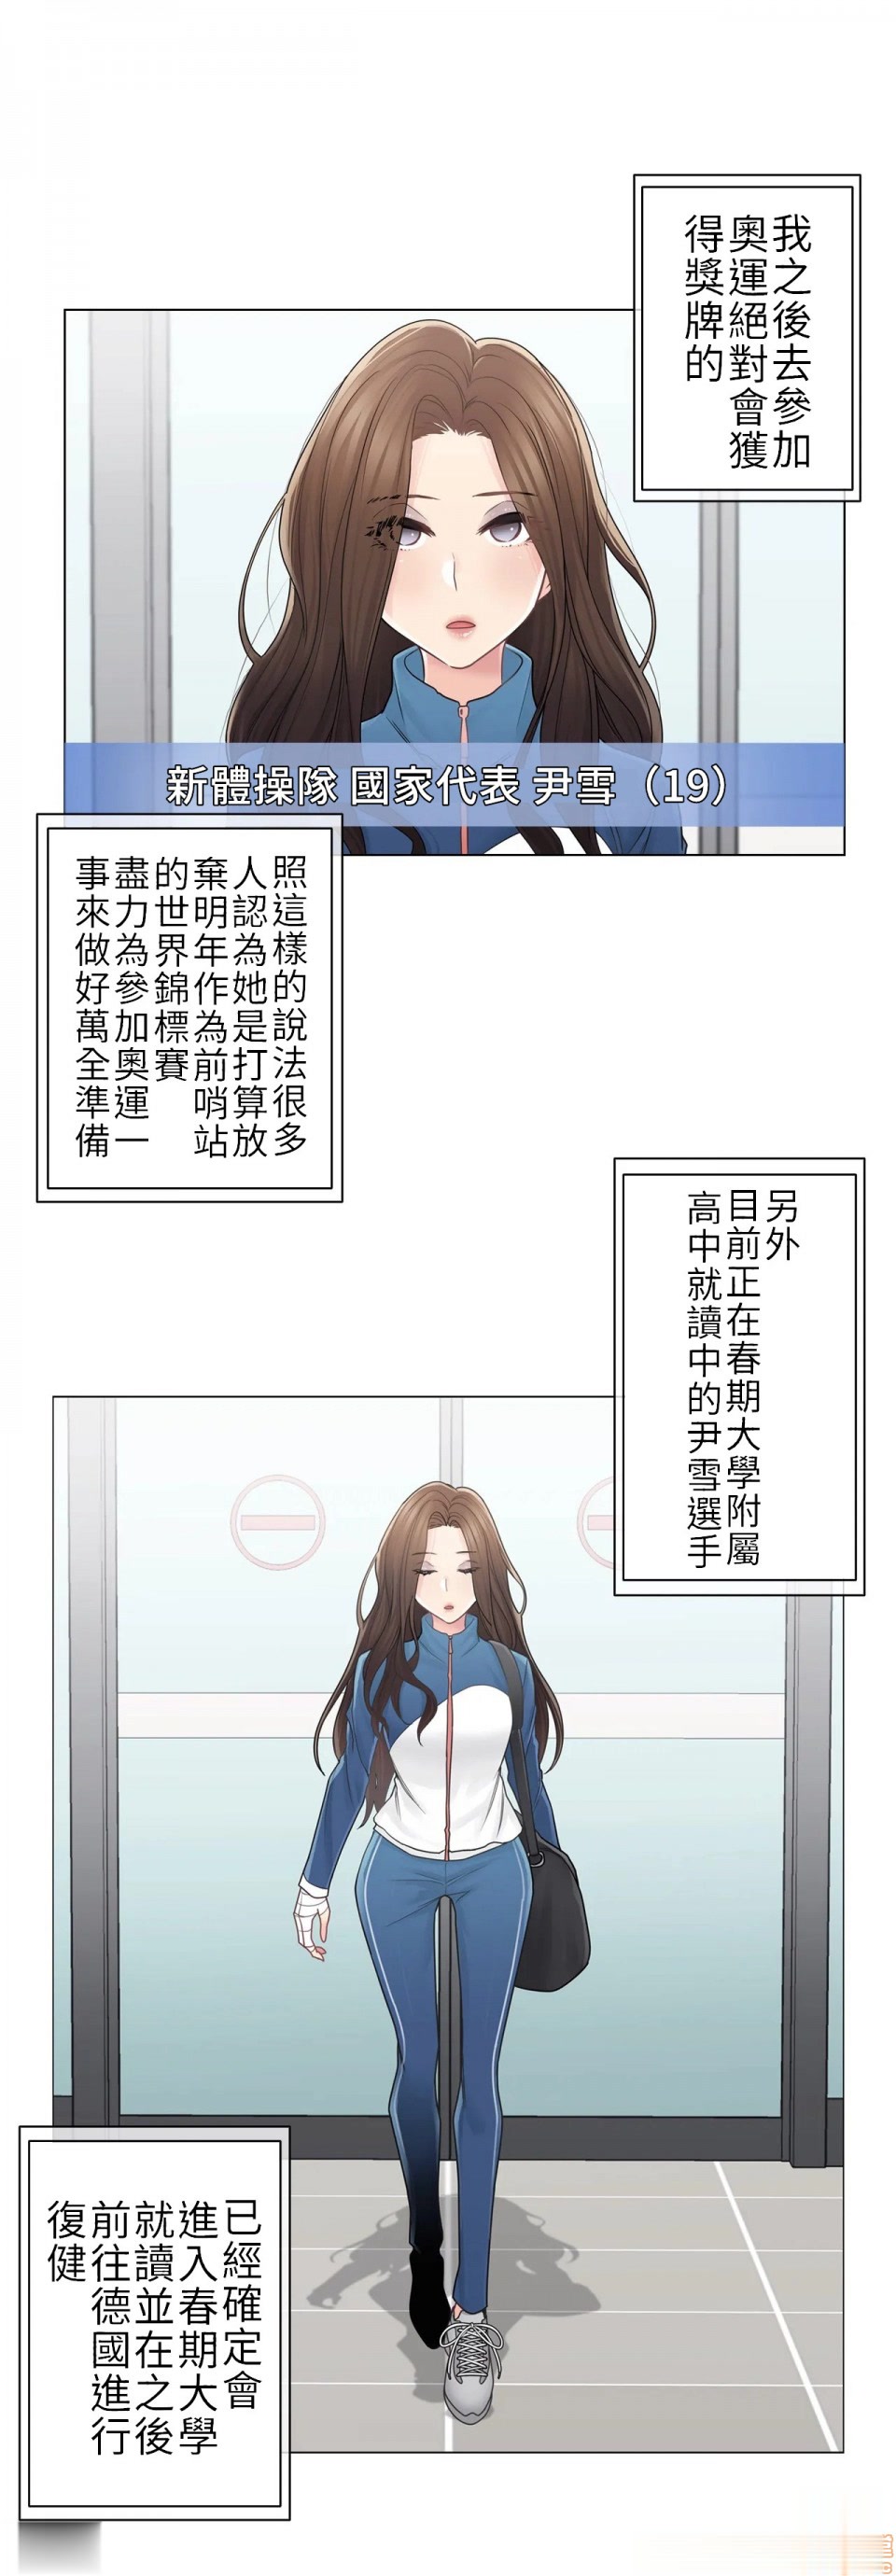 我之後去參加
奧運絕對會獲
得獎牌的
新體操隊 國家代表 尹雪（19）
照這樣的說法很多
人認為她是打算放
棄明年作為前哨站
的世界錦標賽
盡力為參加奧運一
事來做好萬全準備
另外
目前正在春期大學附屬
高中就讀中的尹雪選手
已經確定會
進入春期大學
就讀並在之後
前往德國進行
復健